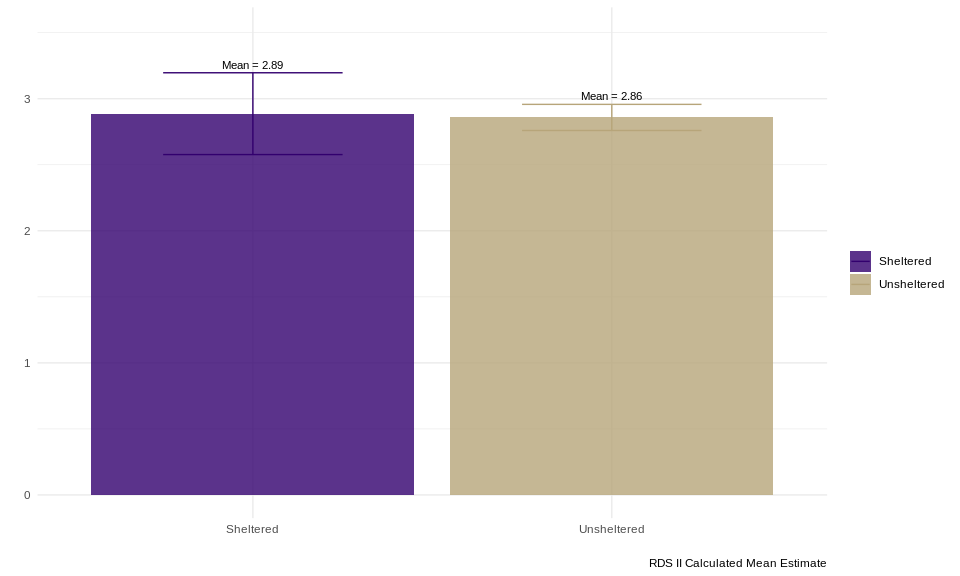 Mean = 2.89
Mean = 2.86
3
2
1
0
Sheltered
Unsheltered
Sheltered
Unsheltered
RDS II Calculated Mean Estimate